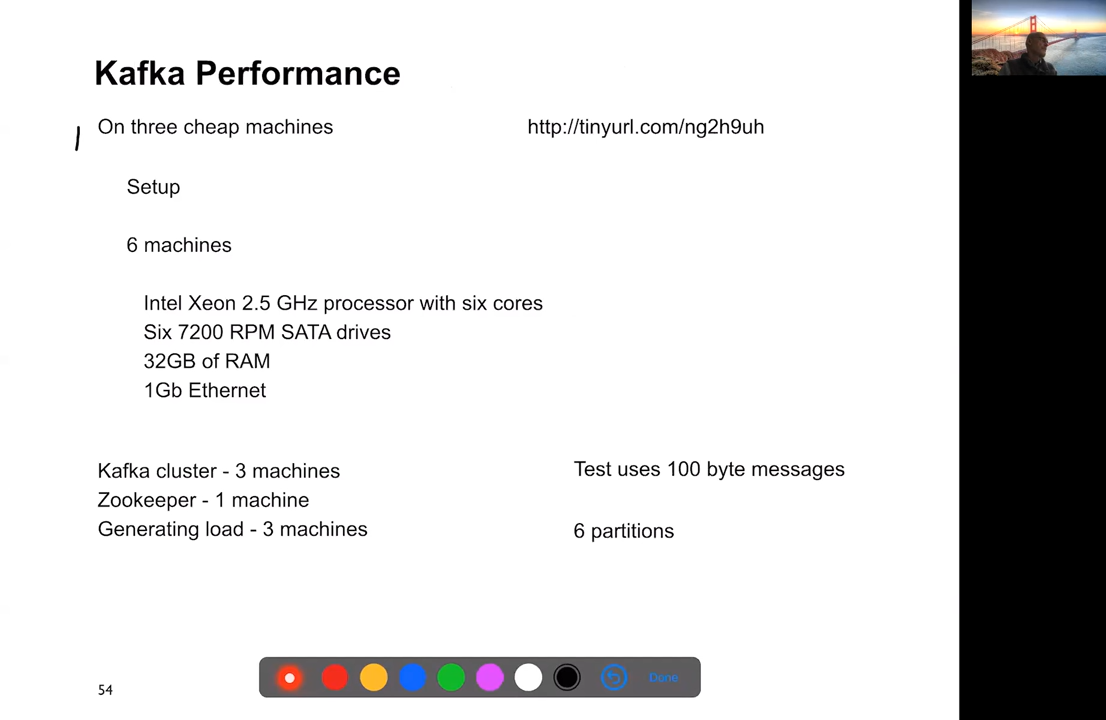 Kafka Performance
On three cheap machines
http://tinyurl.com/ng2h9uh
Setup
6 machines
Intel Xeon 2.5 GHz processor with six cores
Six 7200 RPM SATA drives
32GB of RAM
1Gb Ethernet
Kafka cluster - 3 machines
Zookeeper - 1 machine
Generating load - 3 machines
Test uses 100 byte messages
6 partitions
54
Done